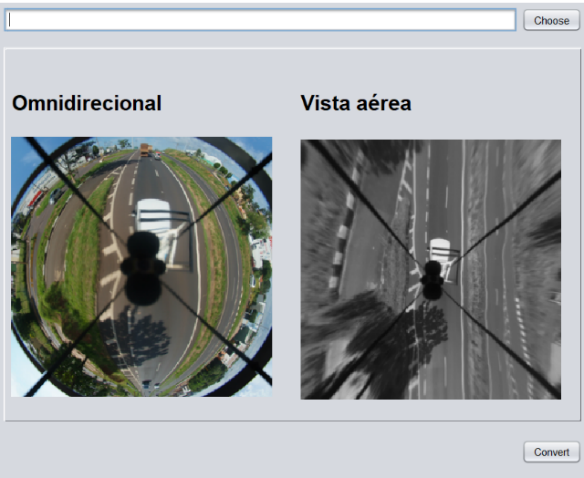 Choose
Omnidirecional
Vista aérea
Convert